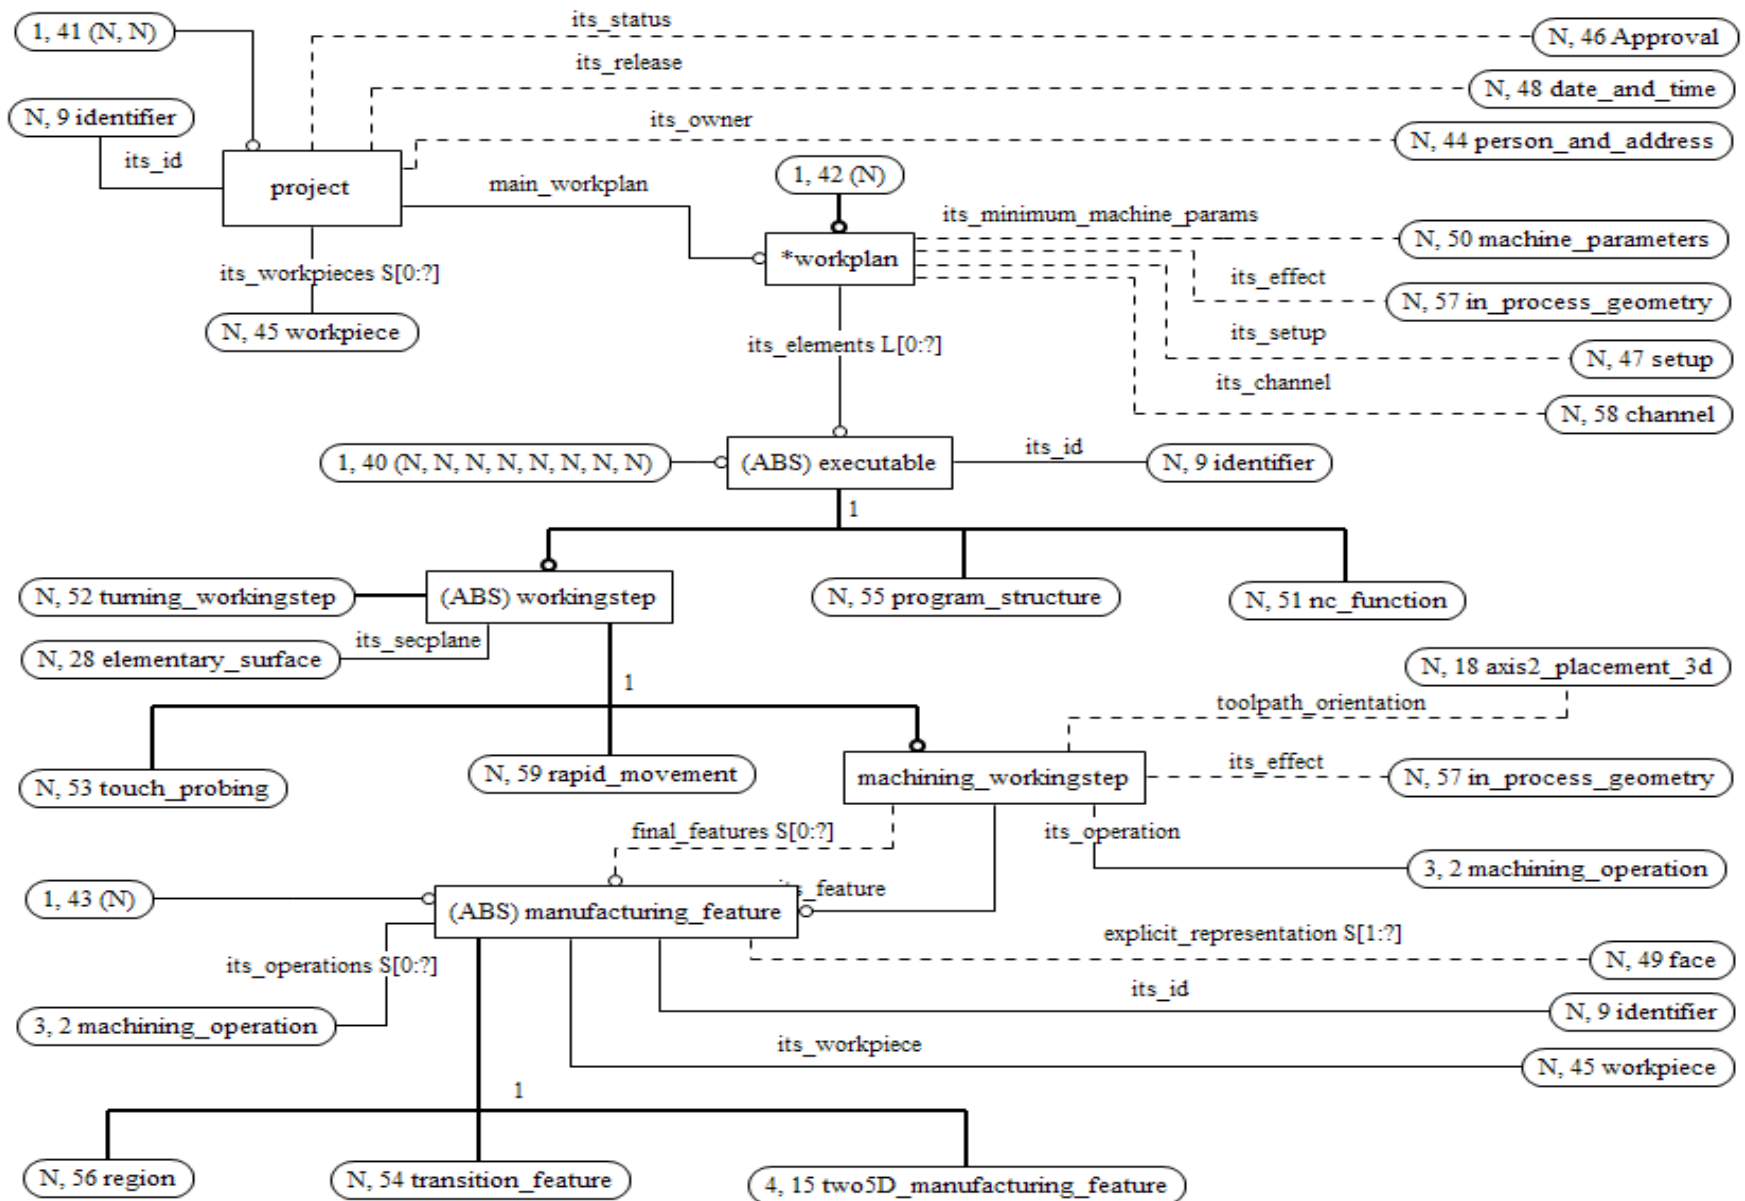 its_status
1, 41 (N, N)
N, 46 Approval
its_release
N, 48 date_and_time
N, 9 identifier
its_owner
N, 44 person_and_address
its_id
project
main_workplan
1, 42 (N)
its_minimum_machine_params
N, 50 machine_parameters
*workplan
its_workpieces S[0:?]
its_effect
N, 57 in_process_geometry
N, 45 workpiece
its_elements L[0:?]
its_setup
N, 47 setup
its_channel
N, 58 channel
1, 40 (N, N, N, N, N, N, N, N)
(ABS) executable
its_id
N, 9 identifier
1
N, 52 turning_workingstep
(ABS) workingstep
N, 55 program_structure
N, 51 nc_function
its_secplane
N, 28 elementary_surface
N, 18 axis2_placement_3d
1
toolpath_orientation
N, 53 touch_probing
N, 59 rapid_movement
machining_workingstep
its_effect
N, 57 in_process_geometry
final_features S[0:?]
its_operation
3, 2 machining_operation
1, 43 (N)
its_feature
(ABS) manufacturing_feature
explicit_representation S[1:?]
N, 49 face
its_operations S[0:?]
its_id
N, 9 identifier
3, 2 machining_operation
its_workpiece
N, 45 workpiece
1
N, 56 region
N, 54 transition_feature
4, 15 two5D_manufacturing_feature